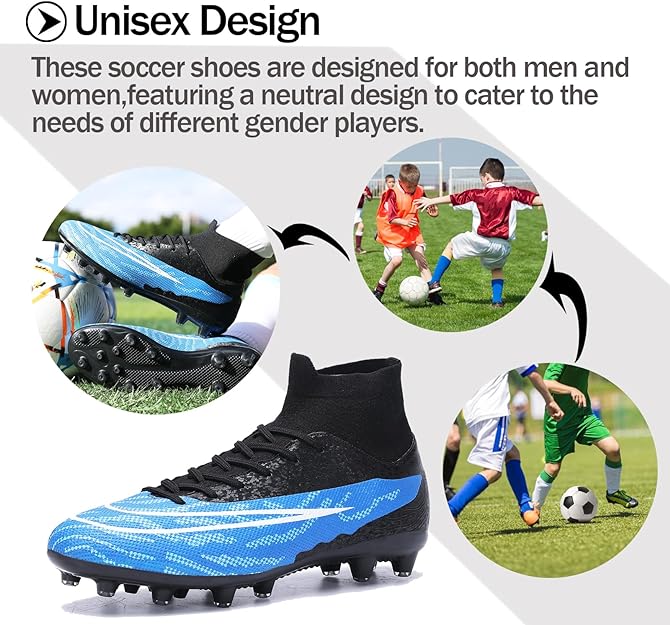 Unisex Design
These soccer shoes are designed for both men and
women,featuring a neutral design to cater to the
needs of different gender players.